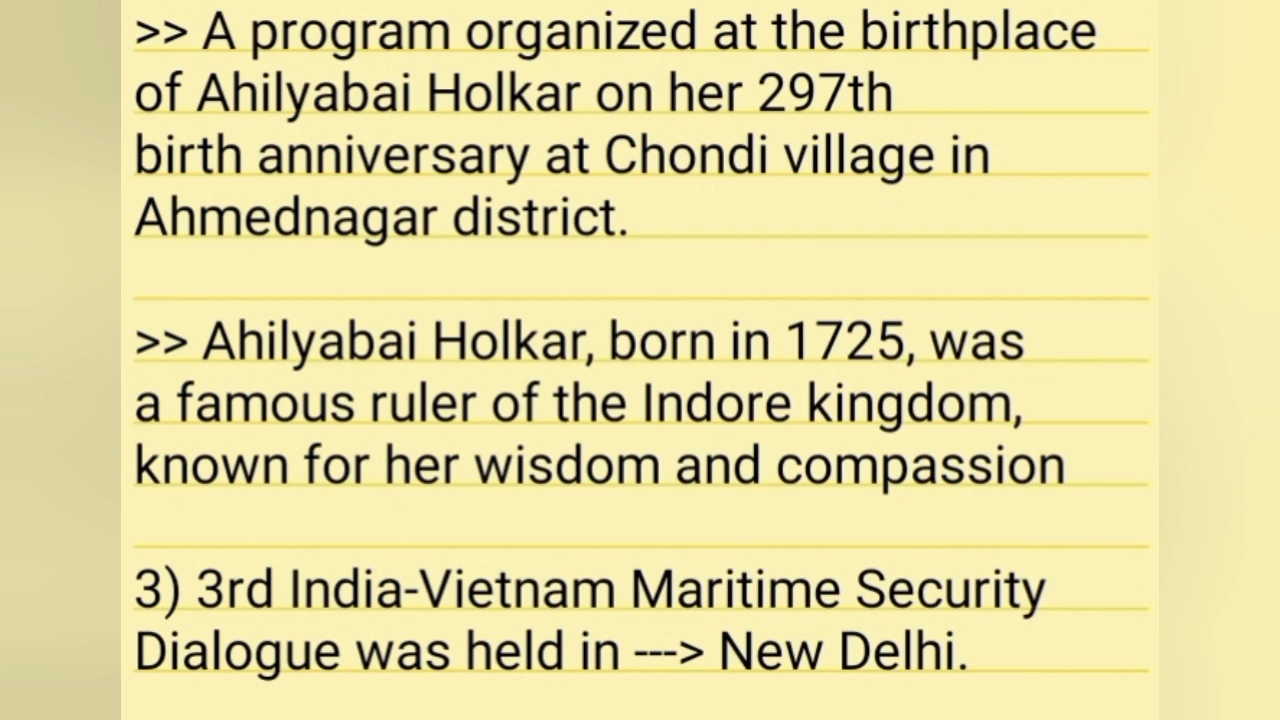 >> A program organized at the birthplace
of Ahilyabai Holkar on her 297th
birth anniversary at Chondi village in
Ahmednagar district.
>> Ahilyabai Holkar, born in 1725, was
a famous ruler of the Indore kingdom,
known for her wisdom and compassion
3) 3rd India-Vietnam Maritime Security
Dialogue was held in ---> New Delhi.